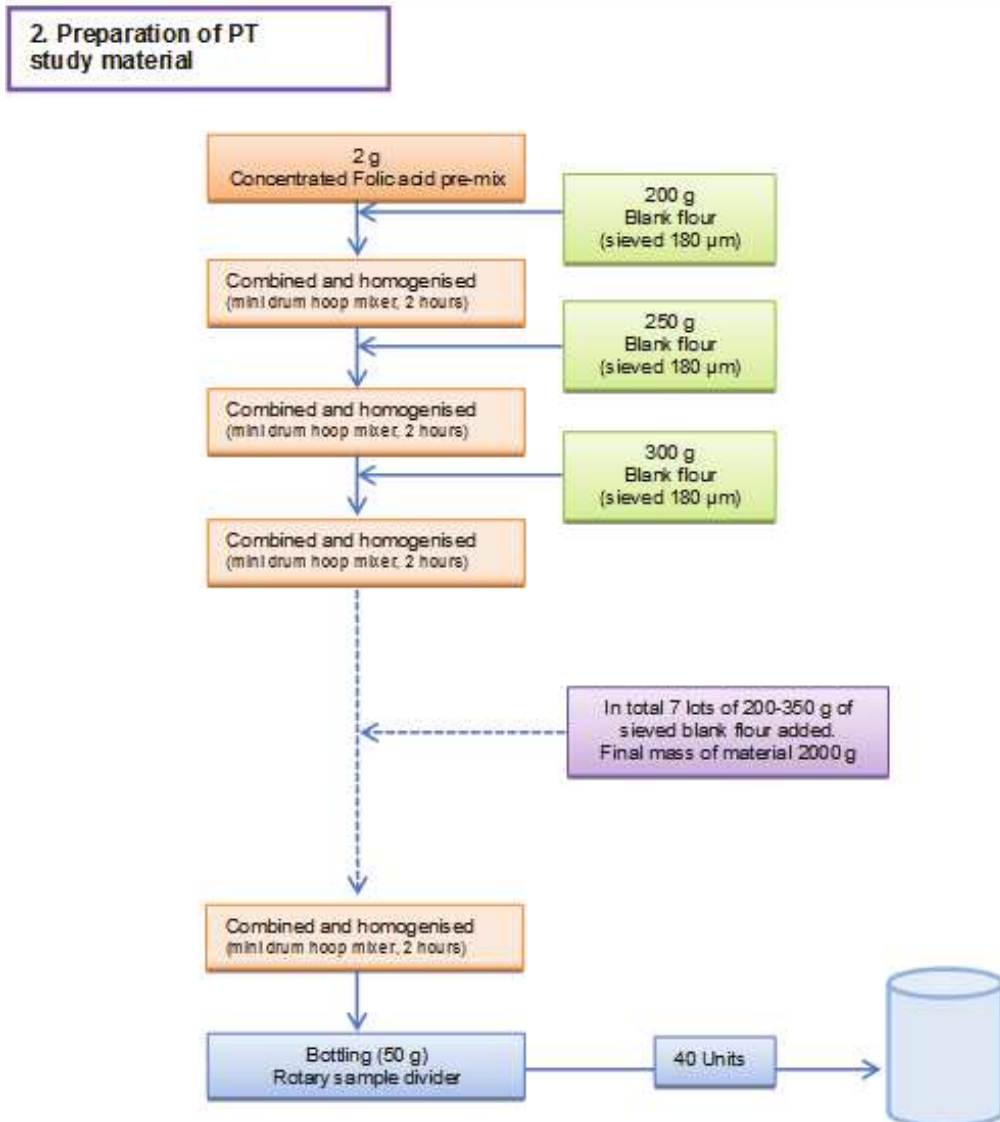 2. Preparation of PT
study material
2 g
Concentrated Folic acid pre-mix
200 g
Blank flour
(sieved 180 µm)
Combined and homogenised
(mini drum hoop mixer, 2 hours)
250 g
Blank flour
(sieved 180 µm)
Combined and homogenised
(mini drum hoop mixer, 2 hours)
300 g
Blank flour
(sieved 180 µm)
Combined and homogenised
(mini drum hoop mixer, 2 hours)
In total 7 lots of 200-350 g of
sieved blank flour added.
Final mass of material 2000 g
Combined and homogenised
(mini drum hoop mixer, 2 hours)
Bottling (50 g)
Rotary sample divider
40 Units